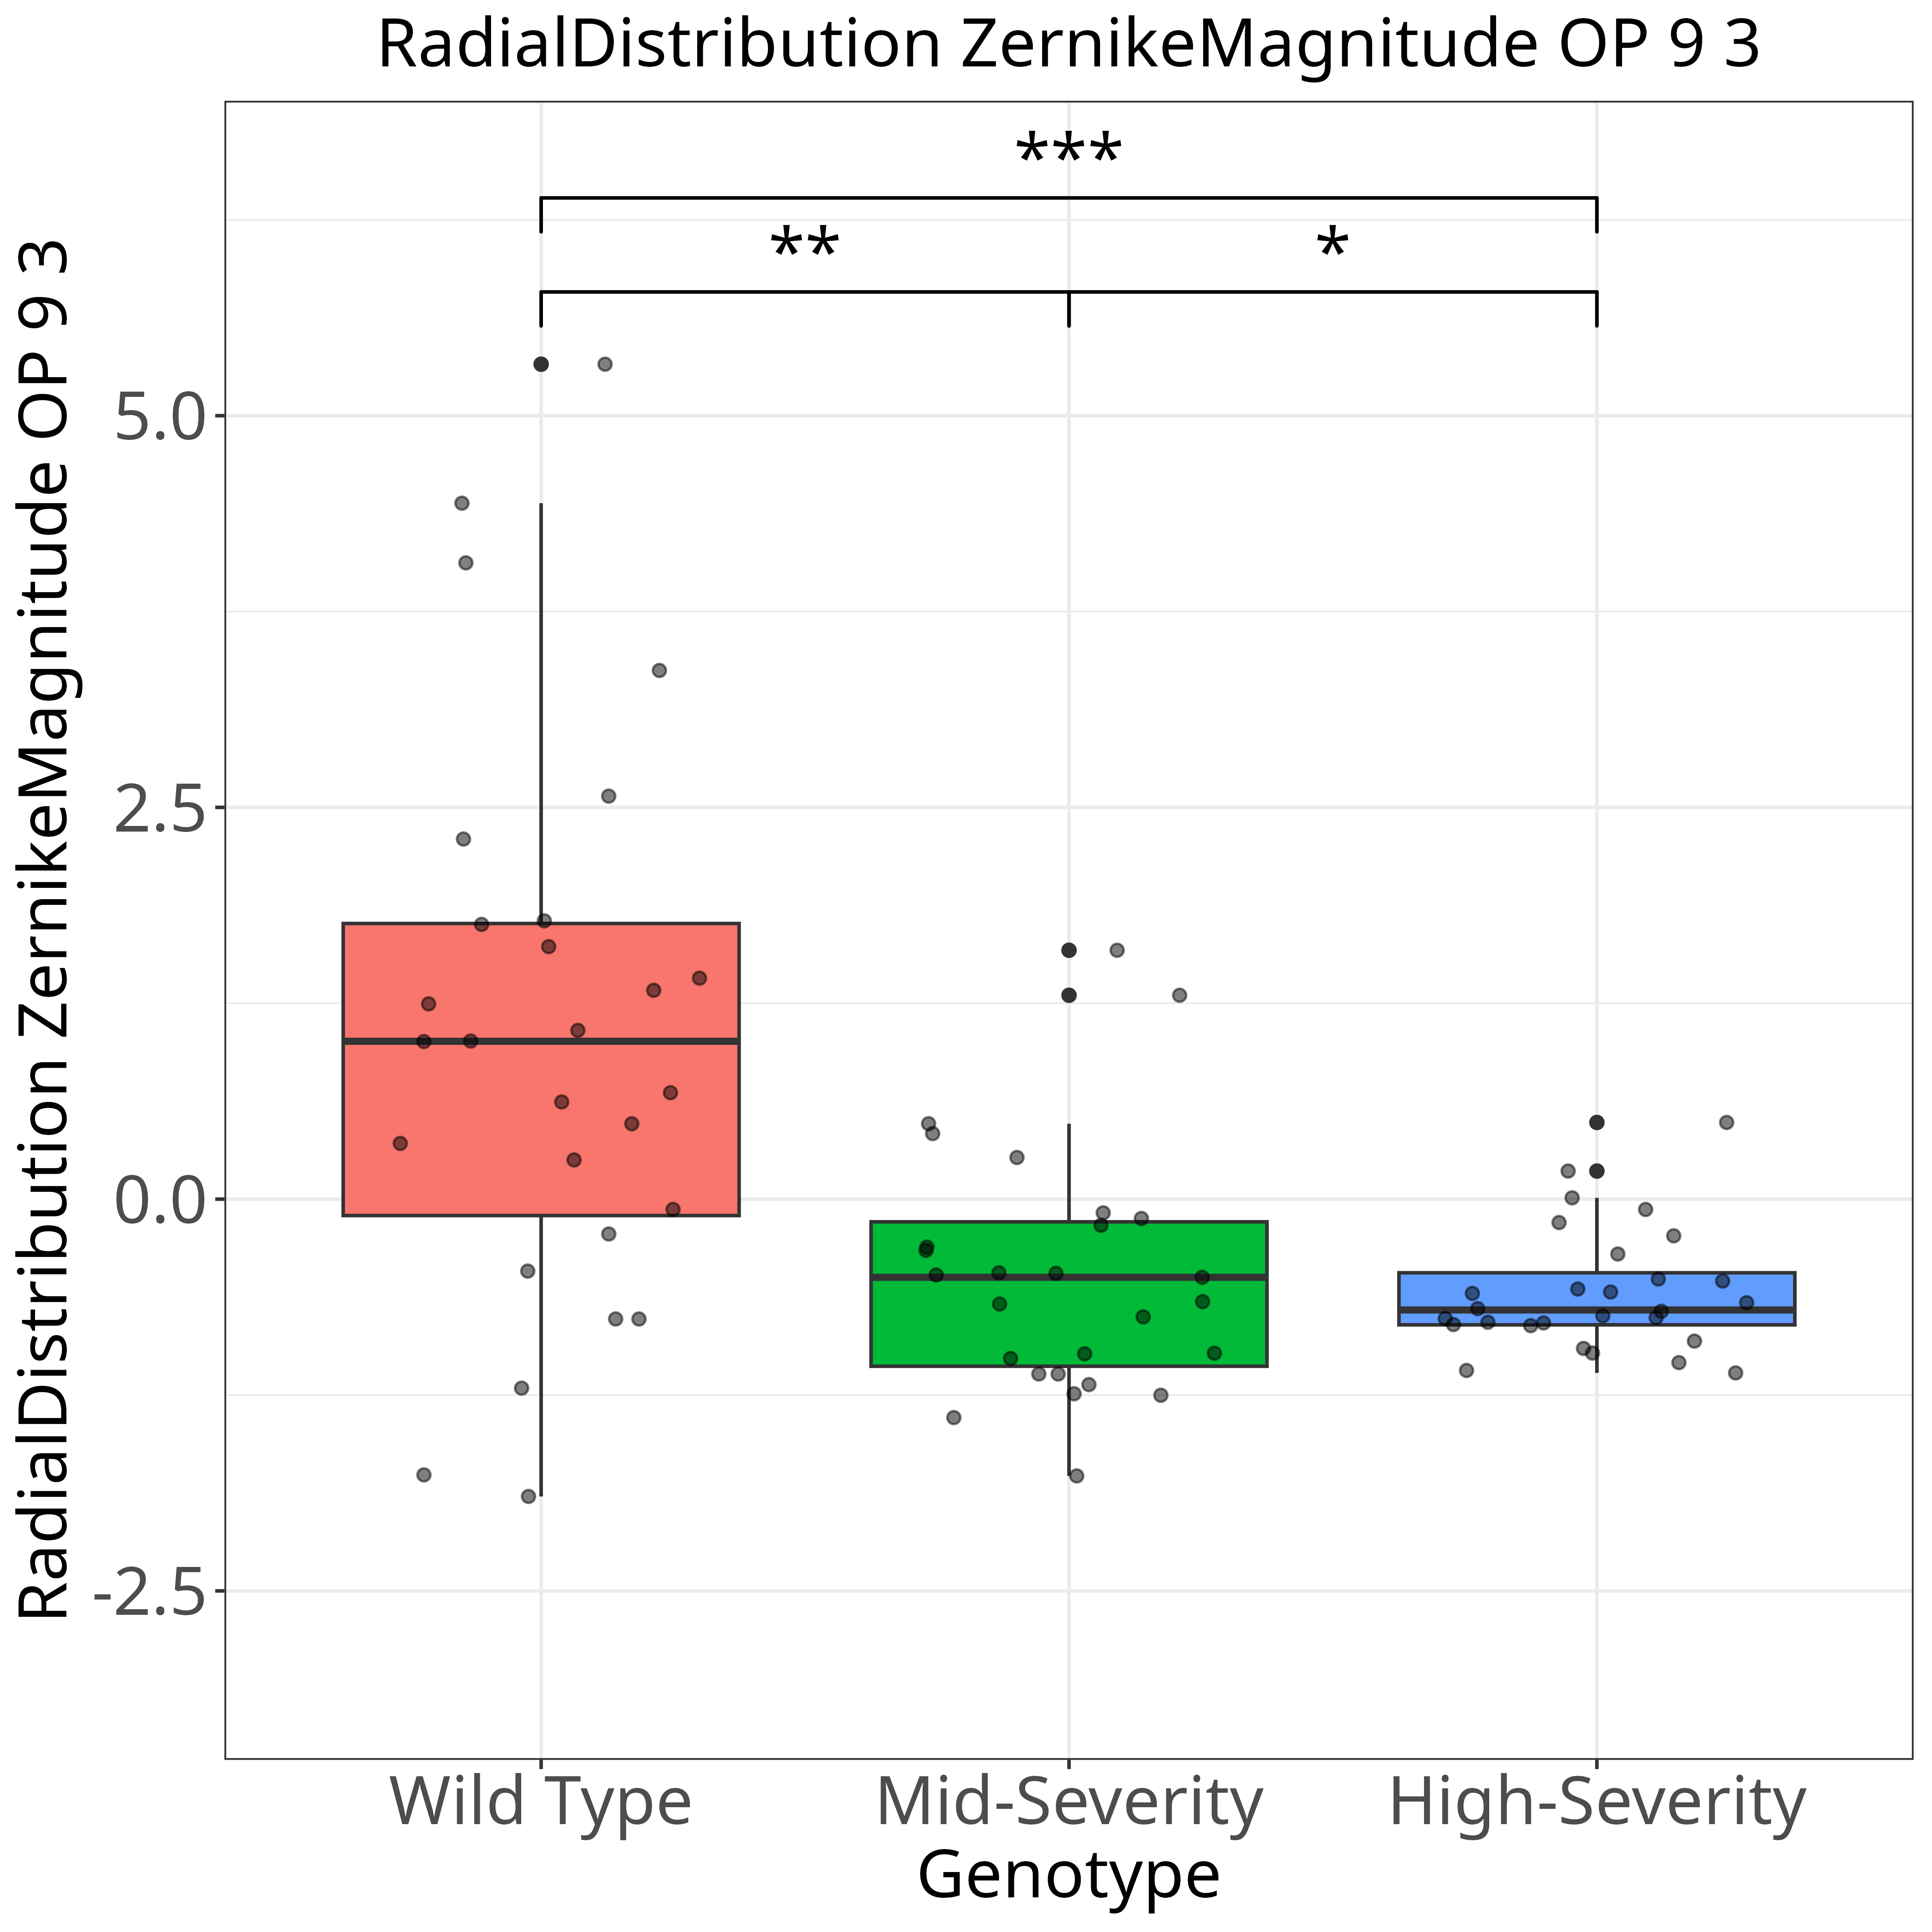 RadialDistribution ZernikeMagnitude OP 9 3
RadialDistribution ZernikeMagnitude OP 9 3
***
**
*
5.0
2.5
0.0
-2.5
Wild Type
Mid-Severity
High-Severity
Genotype